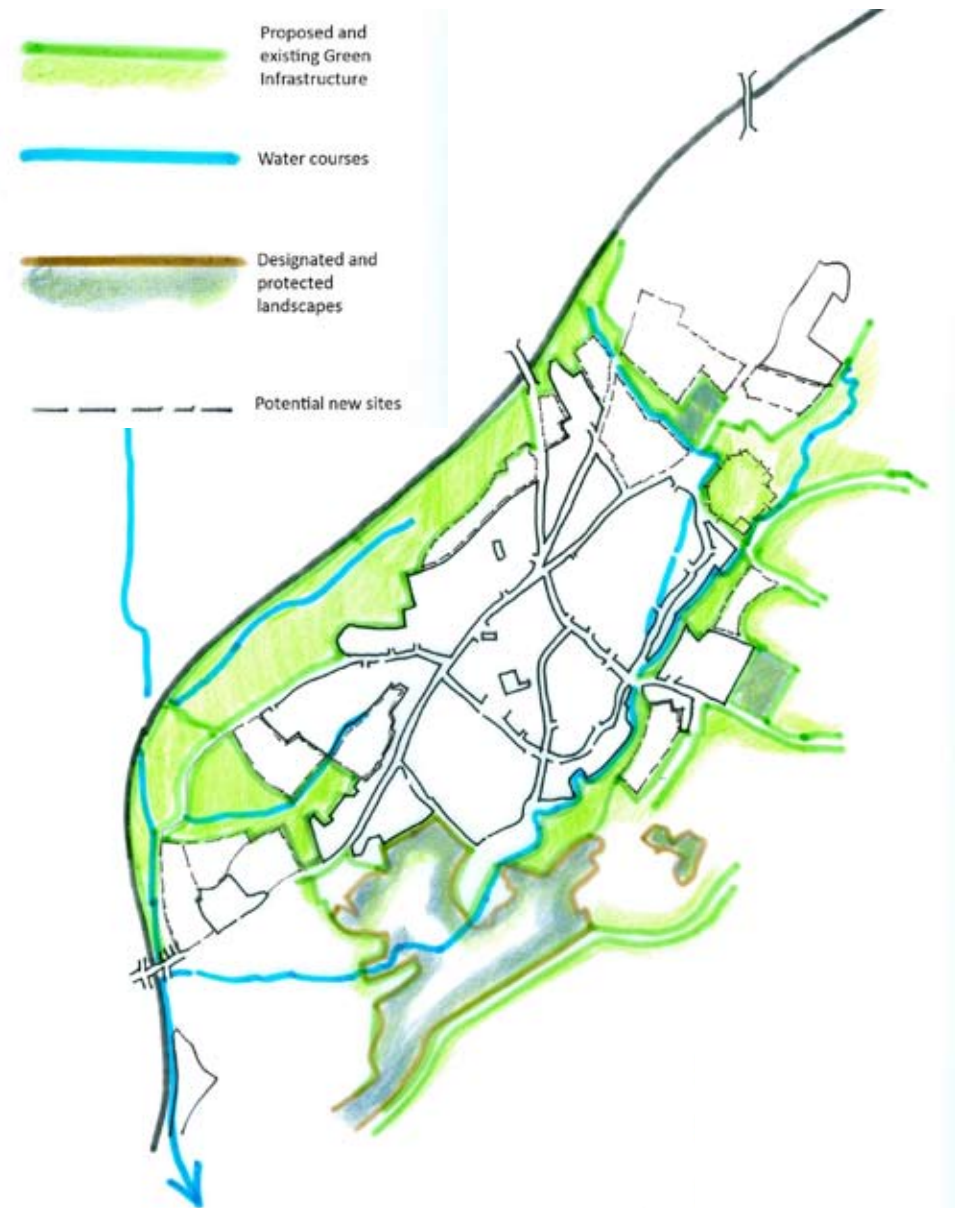 Proposed and
existing Green
Infrastructure
Water courses
Designated and
protected
landscapes
Potential new sites